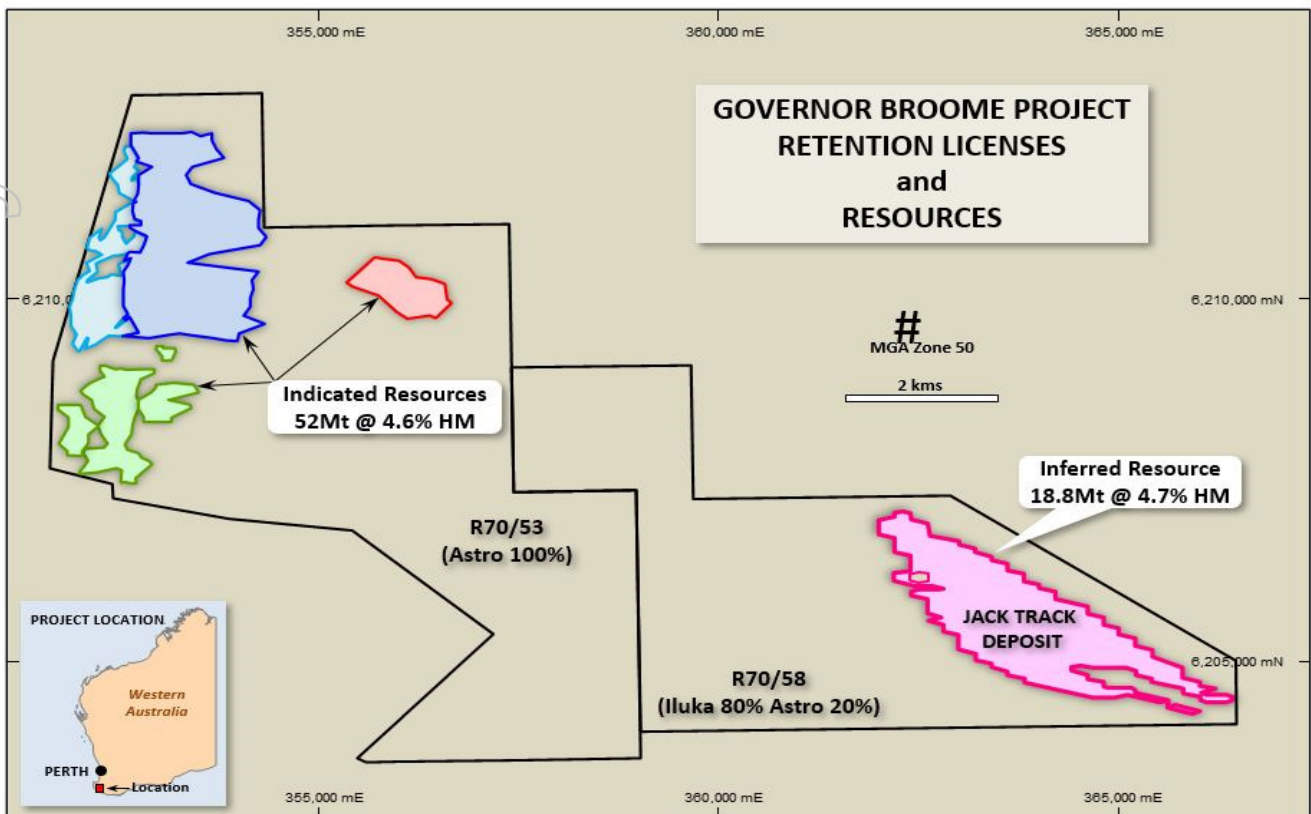 355,000 mE
360,000 mE
365,000 mE
GOVERNOR BROOME PROJECT
RETENTION LICENSES
and
RESOURCES
6,210,0
6,210,000 mN
#
MGA Zone 50
2 kms
Indicated Resources
52Mt @ 4.6% HM
Inferred Resource
18.8Mt @ 4.7% HM
R70/53
(Astro 100%)
JACK TRACK
DEPOSIT
PROJECT LOCATION
Western
Australia
6,205,000 mN
R70/58
(Iluka 80% Astro 20%)
PERTH
Location
355,000 mE
360,000 mE
365,000 mE